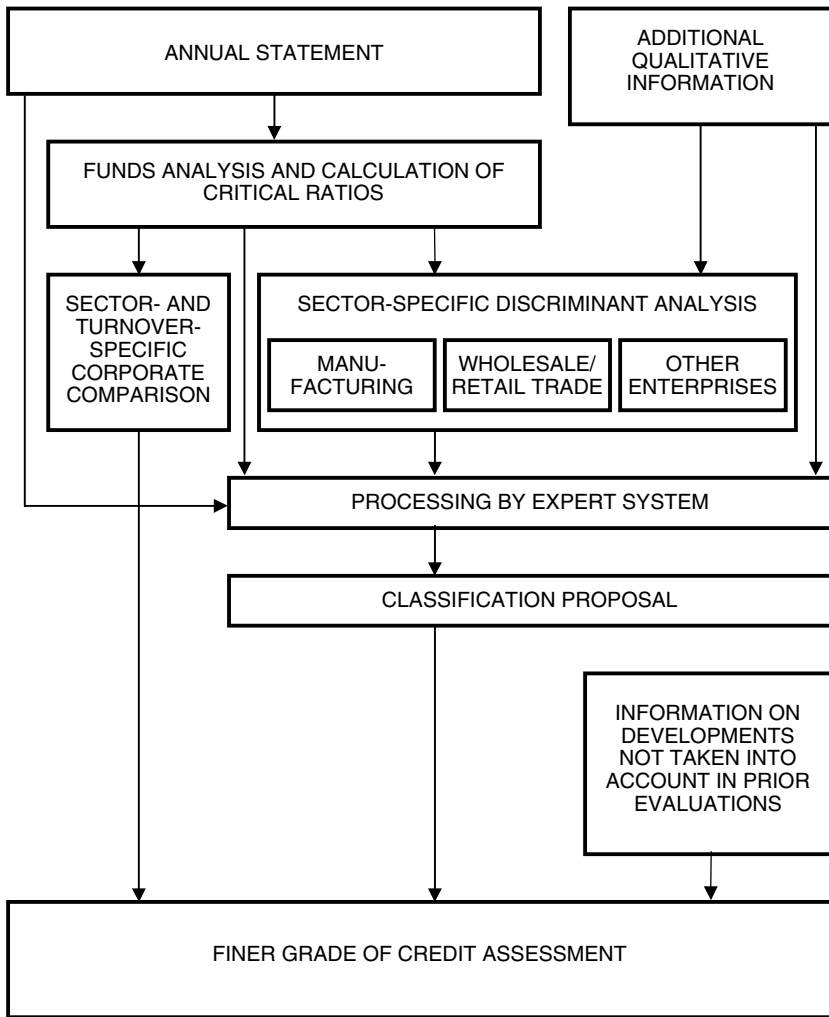 ANNUAL STATEMENT
ADDITIONAL
QUALITATIVE
INFORMATION
FUNDS ANALYSIS AND CALCULATION OF
CRITICAL RATIOS
SECTOR- AND
TURNOVER-
SPECIFIC
CORPORATE
COMPARISON
SECTOR-SPECIFIC DISCRIMINANT ANALYSIS
MANU-
FACTURING
WHOLESALE/
RETAIL TRADE
OTHER
ENTERPRISES
PROCESSING BY EXPERT SYSTEM
CLASSIFICATION PROPOSAL
INFORMATION ON
DEVELOPMENTS
NOT TAKEN INTO
ACCOUNT IN PRIOR
EVALUATIONS
FINER GRADE OF CREDIT ASSESSMENT